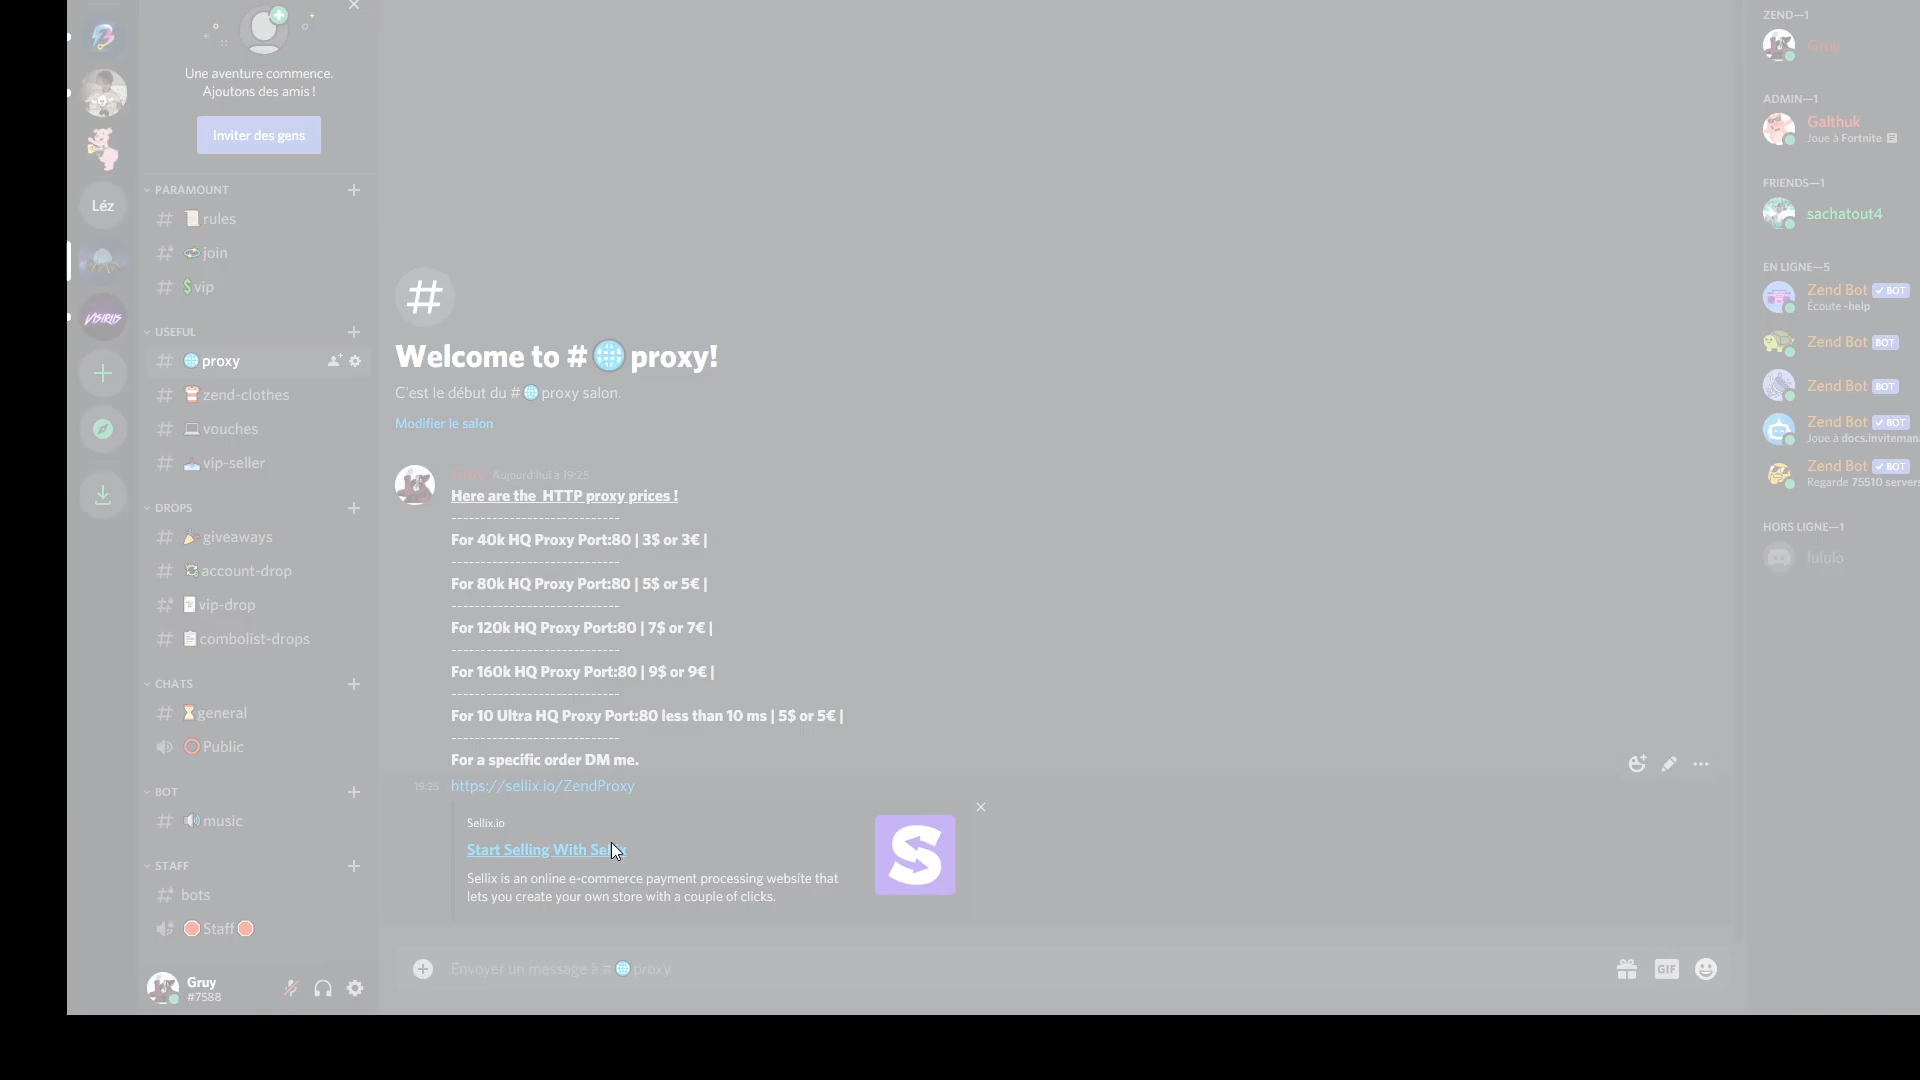 Une aventure commence.
Ajoutons des amis !
Inviter des gens
Léz
VISIRIIS
PARAMOUNT
rules
join
vip
USEFUL
proxy
zend-clothes
vouches
vip-seller
DROPS
giveaways
account-drop
vip-drop
combolist-drops
CHATS
general
Public
BOT
music
STAFF
bots
Staff
Gruy
#7588
Welcome to # proxy!
C'est le début du # proxy salon.
Modifier le salon
Gruy Aujourd'hui à 19:25
Here are the HTTP proxy prices !
-----------------------------
For 40k HQ Proxy Port:80 | 3$ or 3€ |
-----------------------------
For 80k HQ Proxy Port:80 | 5$ or 5€ |
-----------------------------
For 120k HQ Proxy Port:80 | 7$ or 7€ |
-----------------------------
For 160k HQ Proxy Port:80 | 9$ or 9€ |
-----------------------------
For 10 Ultra HQ Proxy Port:80 less than 10 ms | 5$ or 5€ |
-----------------------------
For a specific order DM me.
19:25 https://sellix.io/ZendProxy
Sellix.io
Start Selling With Sellix
Sellix is an online e-commerce payment processing website that
lets you create your own store with a couple of clicks.
Envoyer un message à # proxy
GIF
ZEND—1
Gruy
ADMIN—1
Galthuk
Joue à Fortnite
FRIENDS—1
sachatout4
EN LIGNE—5
Zend Bot BOT
Écoute -help
Zend Bot BOT
Zend Bot BOT
Zend Bot BOT
Joue à docs.inviteman
Zend Bot BOT
Regarde 75510 servers
HORS LIGNE—1
lululo